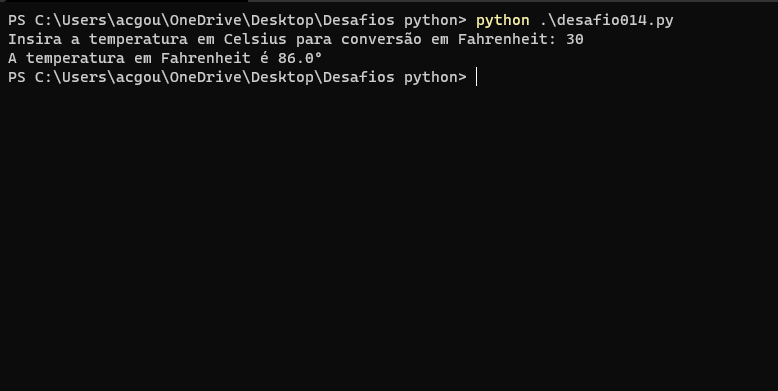 PS C:\Users\acgou\OneDrive\Desktop\Desafios python> python .\desafio014.py
Insira a temperatura em Celsius para conversão em Fahrenheit: 30
A temperatura em Fahrenheit é 86.0°
PS C:\Users\acgou\OneDrive\Desktop\Desafios python>